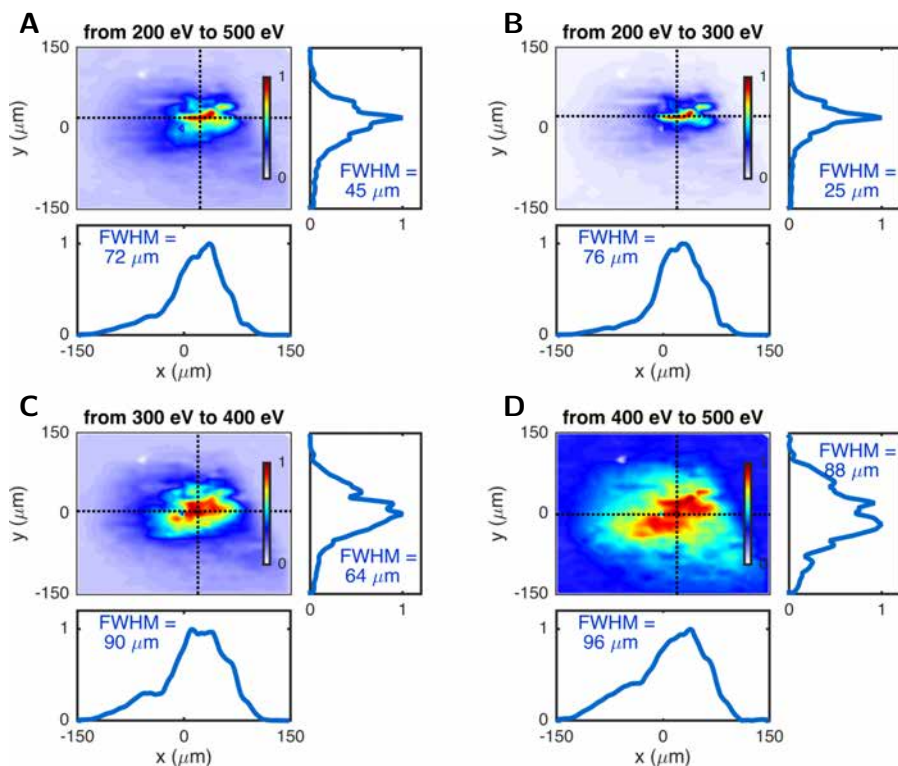 A
from 200 eV to 500 eV
150
0
-150
y (μm)
1
0
FWHM =
45 μm
0
1
FWHM =
72 μm
1
0
-150
0
150
x (μm)
B
from 200 eV to 300 eV
150
0
-150
y (μm)
1
0
FWHM =
25 μm
0
1
FWHM =
76 μm
1
0
-150
0
150
x (μm)
C
from 300 eV to 400 eV
150
0
-150
y (μm)
1
0
FWHM =
64 μm
0
1
FWHM =
90 μm
1
0
-150
0
150
x (μm)
D
from 400 eV to 500 eV
150
0
-150
y (μm)
1
0
FWHM =
88 μm
0
1
FWHM =
96 μm
1
0
-150
0
150
x (μm)